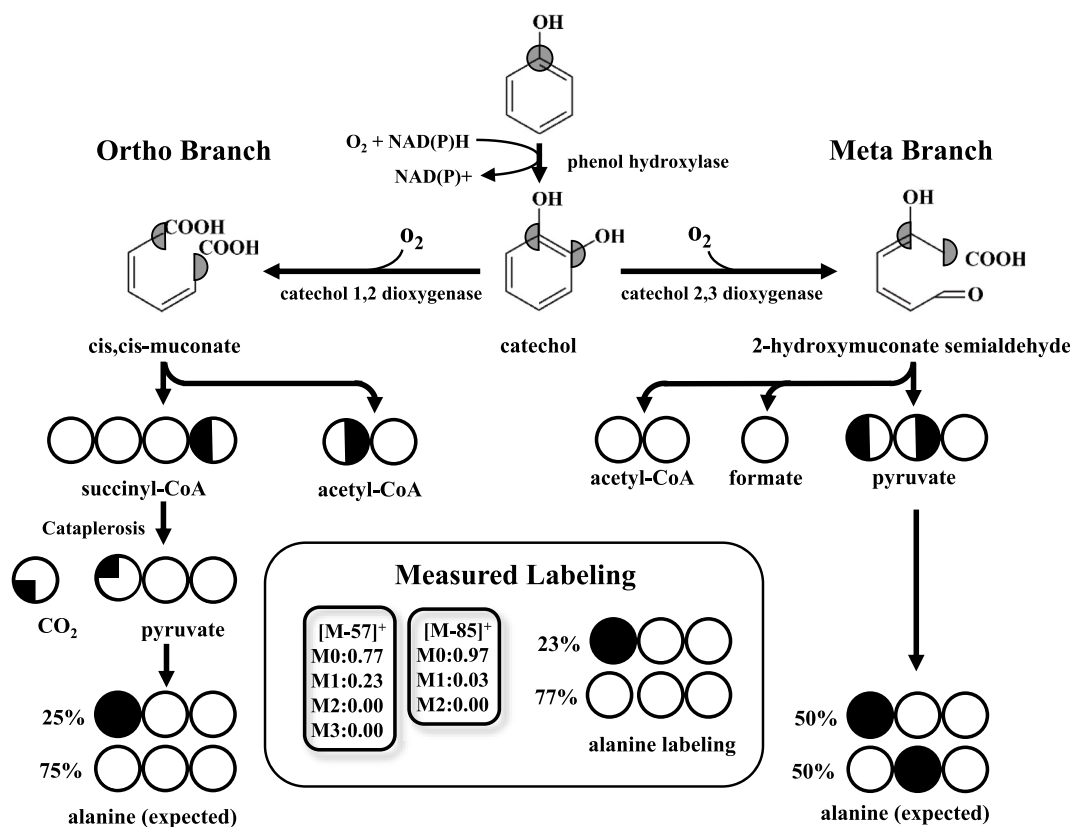 OH
Ortho Branch
O₂ + NAD(P)H
NAD(P)+
phenol hydroxylase
Meta Branch
COOH
COOH
O₂
catechol 1,2 dioxygenase
OH
OH
O₂
catechol 2,3 dioxygenase
OH
COOH
O
cis,cis-muconate
catechol
2-hydroxymuconate semialdehyde
succinyl-CoA
acetyl-CoA
acetyl-CoA
formate
pyruvate
Cataplerosis
CO₂
pyruvate
25%
75%
alanine (expected)
Measured Labeling
[M-57]⁺
M0:0.77
M1:0.23
M2:0.00
M3:0.00
[M-85]⁺
M0:0.97
M1:0.03
M2:0.00
23%
77%
alanine labeling
50%
50%
alanine (expected)